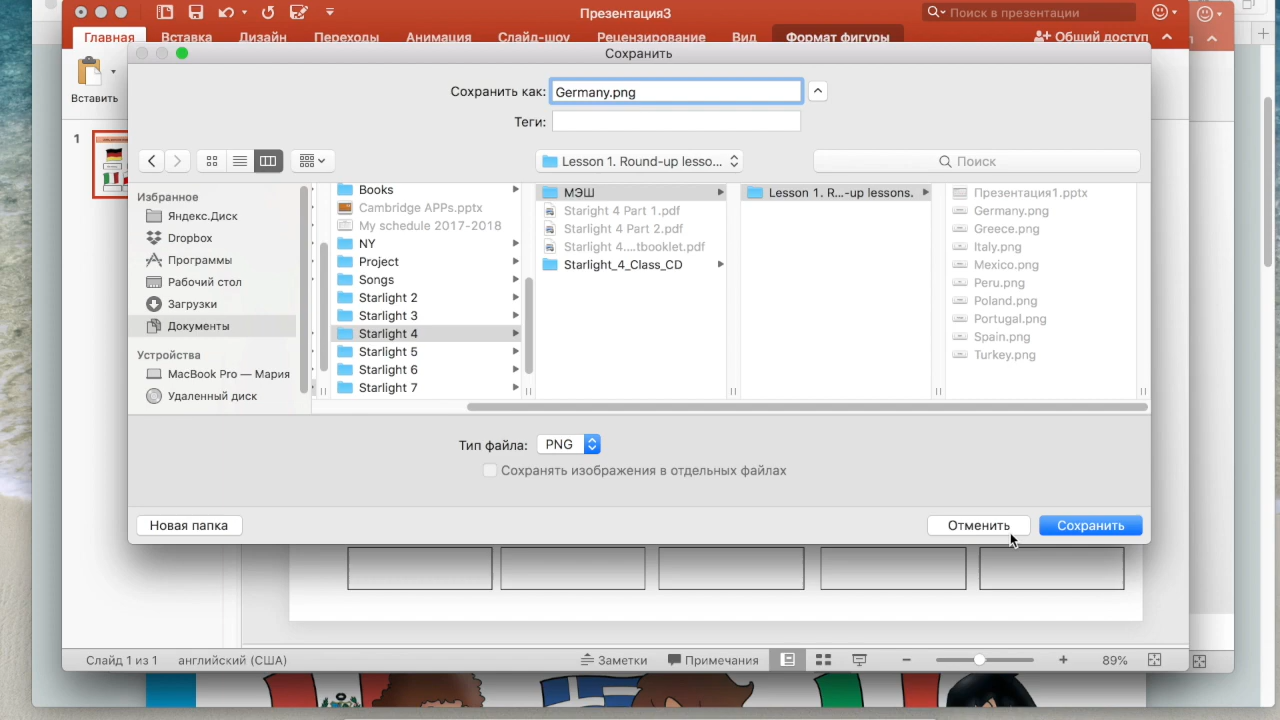 Презентация3
Поиск в презентации
Главная Вставка Дизайн Переходы Анимация Слайд-шоу Рецензирование Вид Формат фигуры Общий доступ
Вставить
1
Сохранить
Сохранить как: Germany.png
Теги:
Lesson 1. Round-up lesso...
Поиск
Избранное
Яндекс.Диск
Dropbox
Программы
Рабочий стол
Загрузки
Документы
Устройства
MacBook Pro — Мария
Удаленный диск
Books
Cambridge APPs.pptx
My schedule 2017-2018
NY
Project
Songs
Starlight 2
Starlight 3
Starlight 4
Starlight 5
Starlight 6
Starlight 7
МЭШ
Staright 4 Part 1.pdf
Staright 4 Part 2.pdf
Starlight 4....tbooklet.pdf
Starlight_4_Class_CD
Lesson 1. R...-up lessons.
Презентация1.pptx
Germany.png
Greece.png
Italy.png
Mexico.png
Peru.png
Poland.png
Portugal.png
Spain.png
Turkey.png
Тип файла: PNG
Сохранять изображения в отдельных файлах
Новая папка
Отменить
Сохранить
Слайд 1 из 1 английский (США) Заметки Примечания 89%